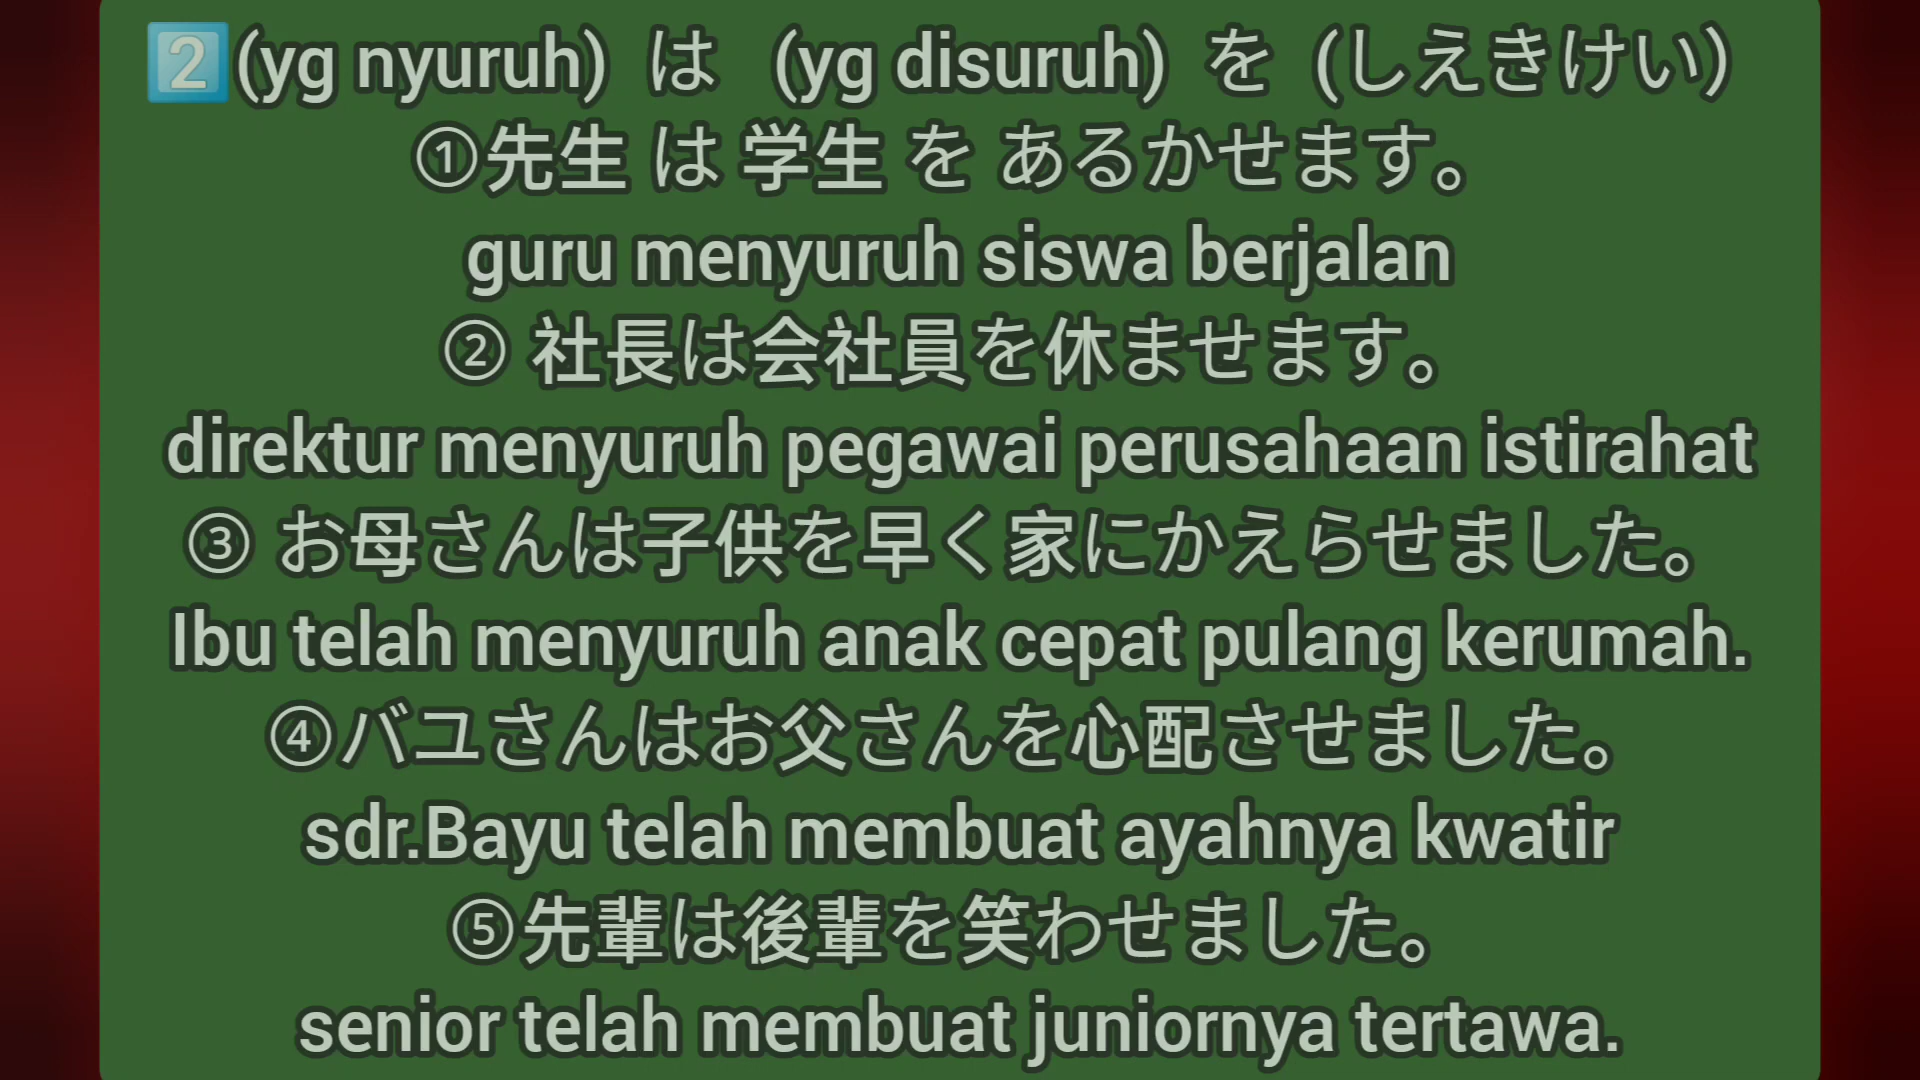 2️⃣(yg nyuruh）は （yg disuruh）を（しえきけい）
①先生 は 学生 を あるかせます。
guru menyuruh siswa berjalan
② 社長は会社員を休ませます。
direktur menyuruh pegawai perusahaan istirahat
③ お母さんは子供を早く家にかえらせました。
Ibu telah menyuruh anak cepat pulang kerumah.
④バユさんはお父さんを心配させました。
sdr.Bayu telah membuat ayahnya kwatir
⑤先輩は後輩を笑わせました。
senior telah membuat juniornya tertawa.